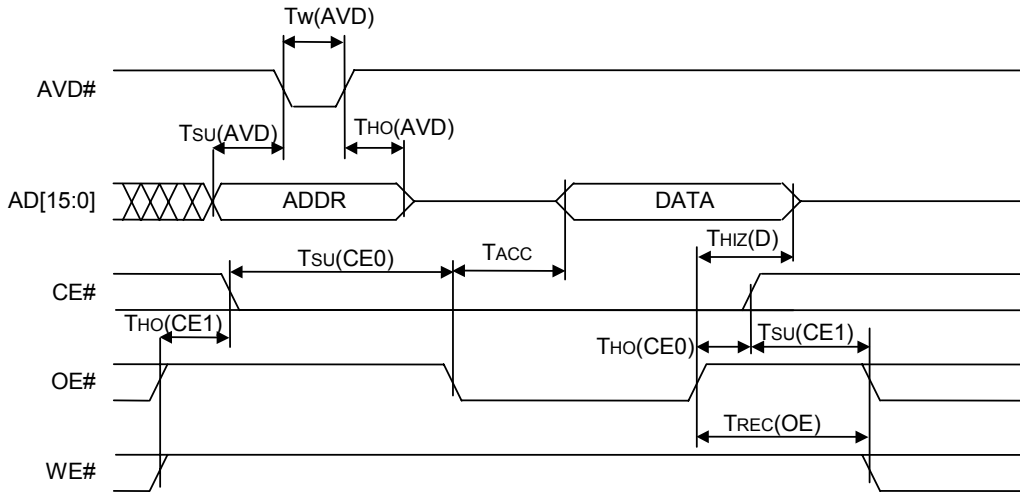 Tw(AVD)
AVD#
TSU(AVD)
THO(AVD)
AD[15:0]
ADDR
DATA
THIZ(D)
TSU(CE0)
TACC
CE#
THO(CE1)
THO(CE0)
TSU(CE1)
OE#
TREC(OE)
WE#